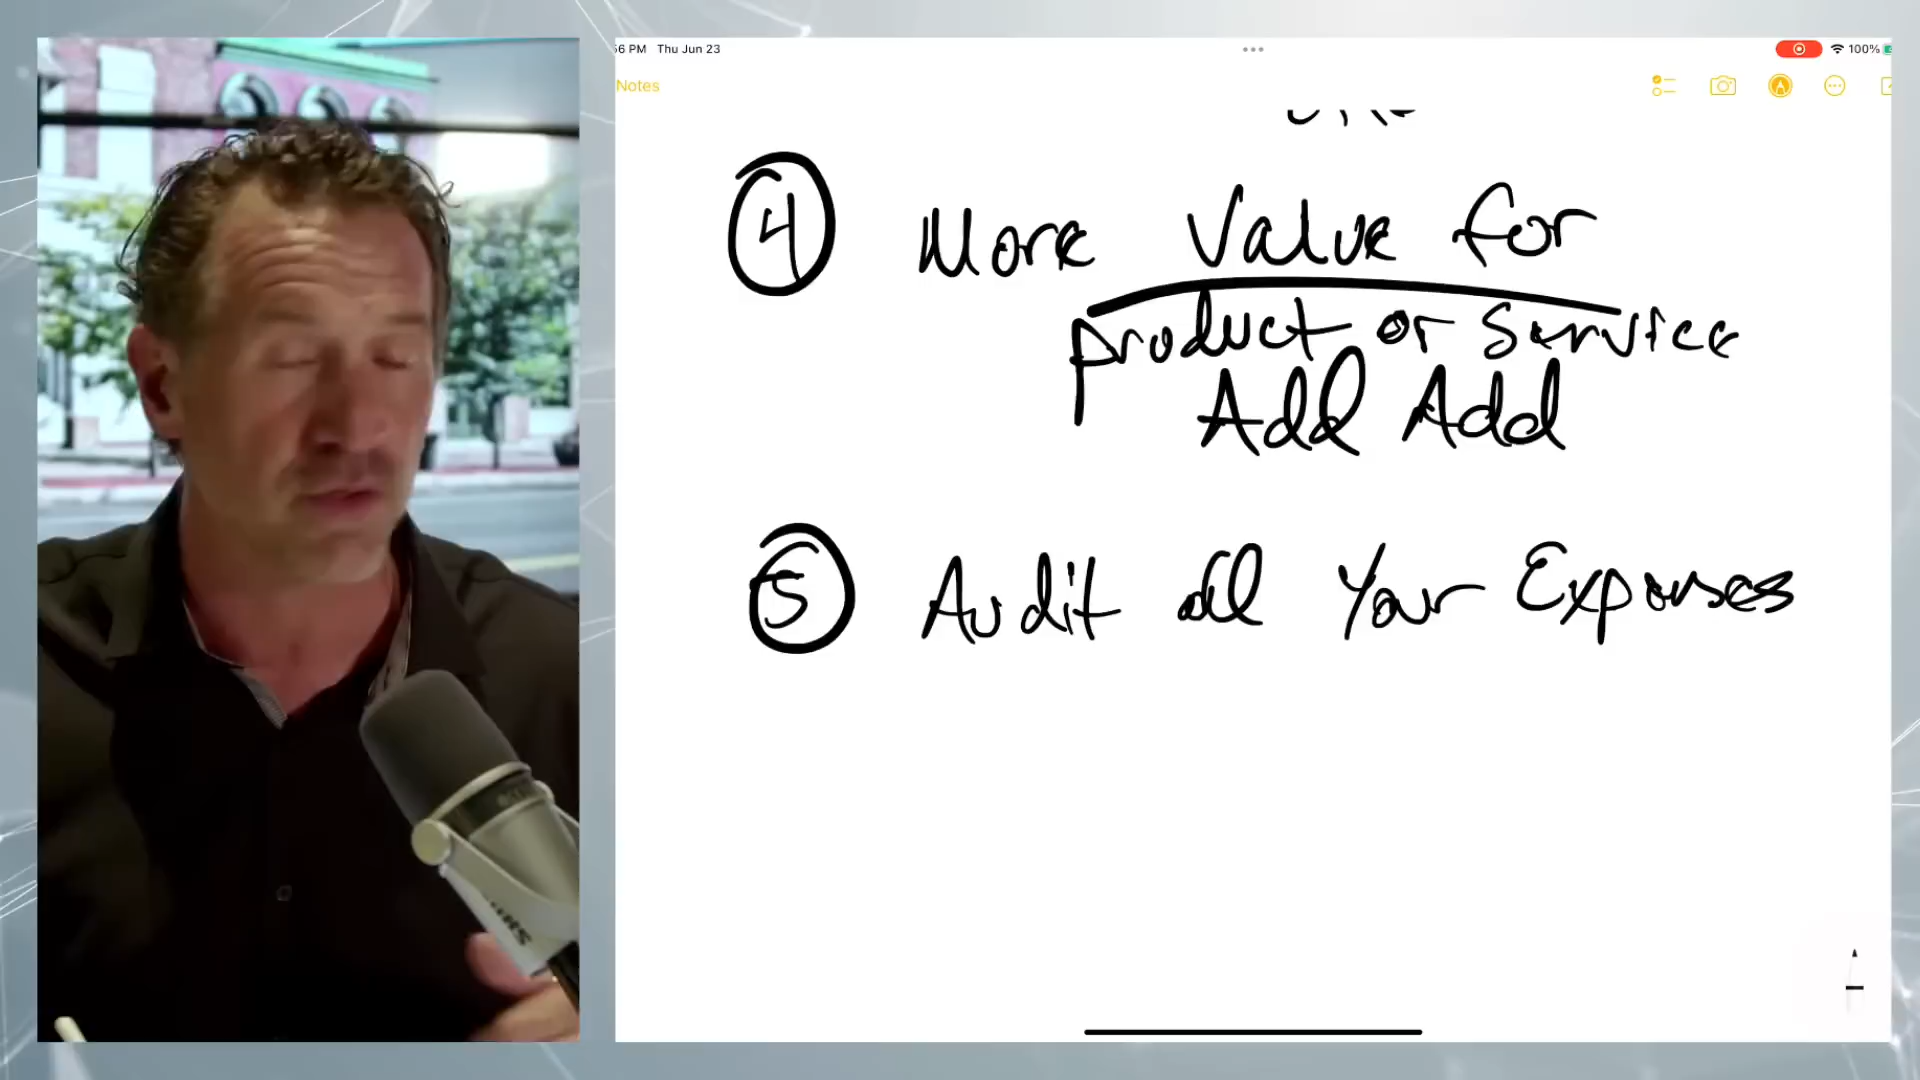 56 PM Thu Jun 23
100%
Notes
4 More Value for
product or Service
Add Add
5 Audit all Your Expenses